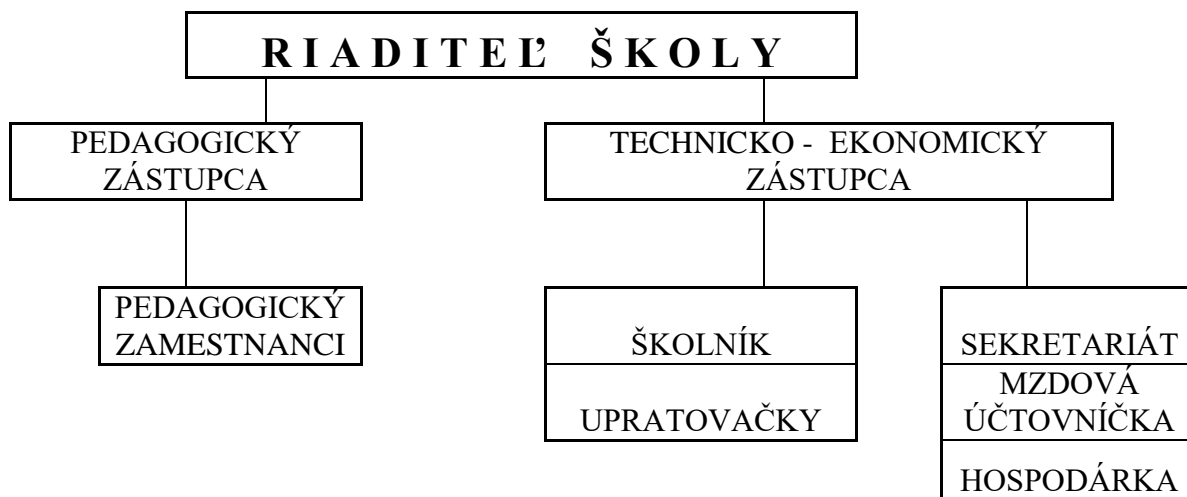 R I A D I T E Ľ Š K O L Y
PEDAGOGICKÝ
ZÁSTUPCA
TECHNICKO - EKONOMICKÝ
ZÁSTUPCA
PEDAGOGICKÝ
ZAMESTNANCI
ŠKOLNÍK
UPRATOVAČKY
SEKRETARIÁT
MZDOVÁ
ÚČTOVNÍČKA
HOSPODÁRKA